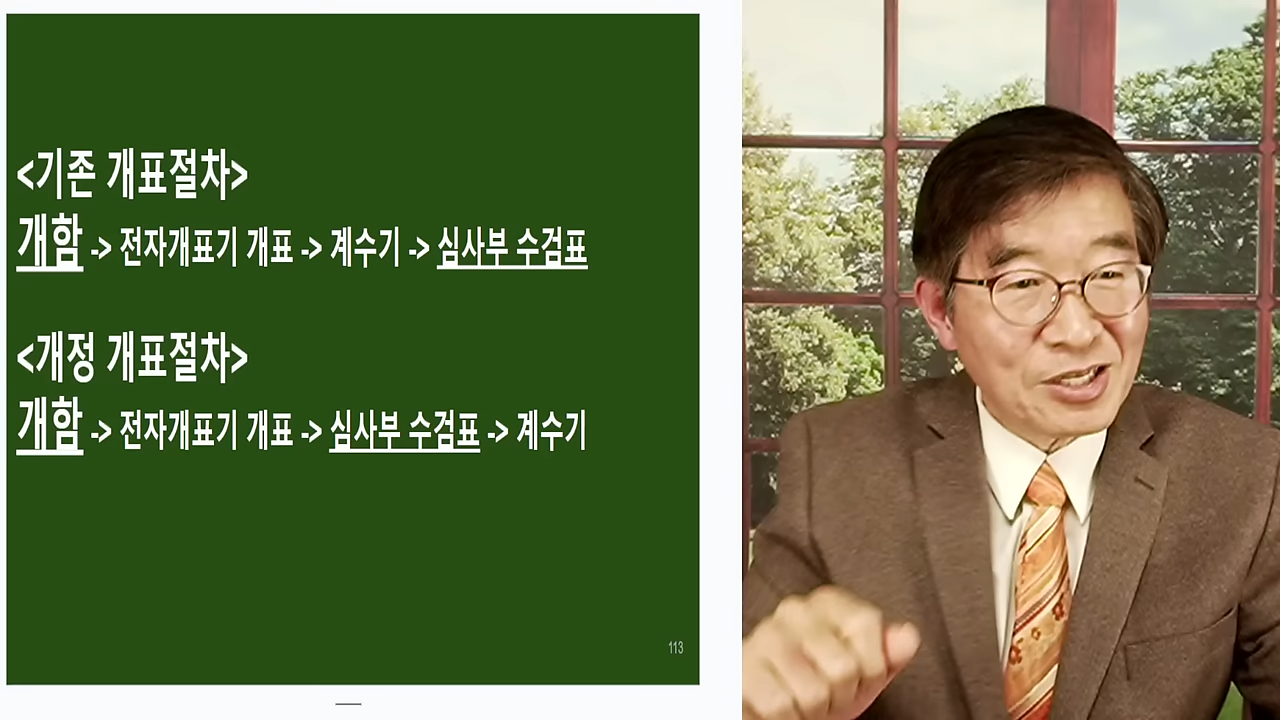 <기존 개표절차>
개함 -> 전자개표기 개표 -> 계수기 -> 심사부 수검표
<개정 개표절차>
개함 -> 전자개표기 개표 -> 심사부 수검표 -> 계수기
113